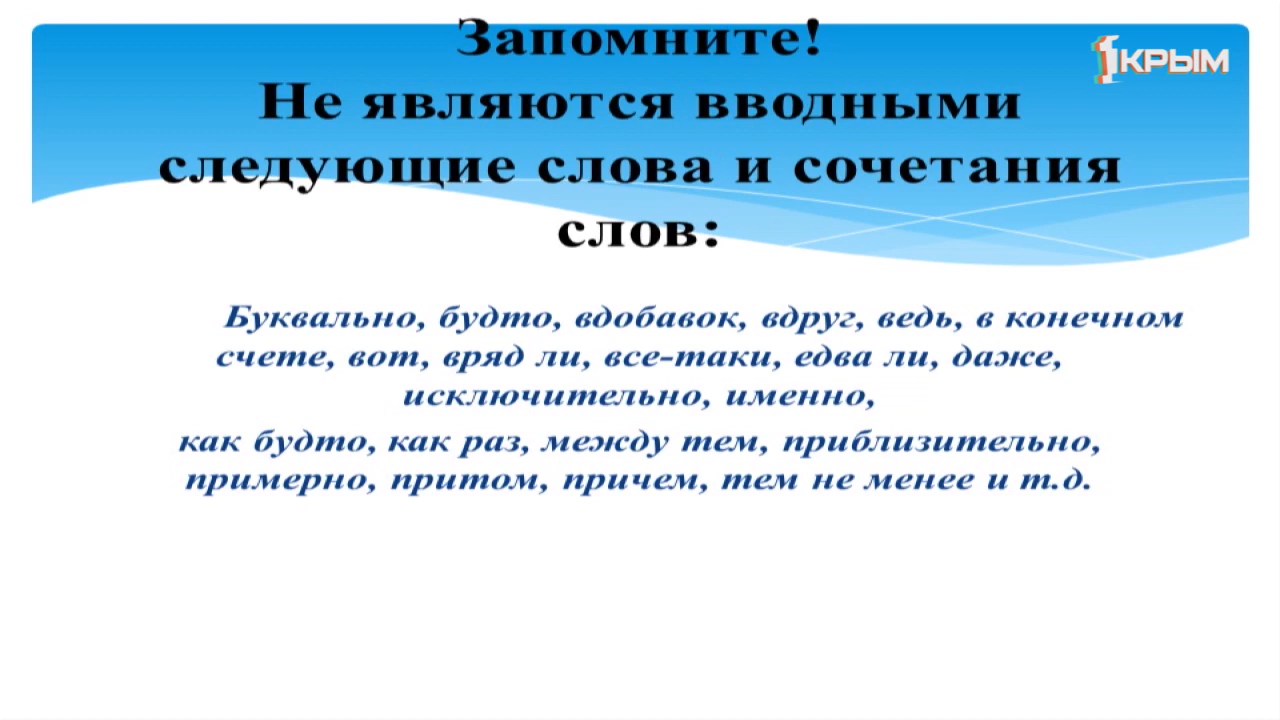 Запомните!
1КРЫМ
Не являются вводными
следующие слова и сочетания
слов:
Буквально, будто, вдобавок, вдруг, ведь, в конечном
счете, вот, вряд ли, все-таки, едва ли, даже,
исключительно, именно,
как будто, как раз, между тем, приблизительно,
примерно, притом, причем, тем не менее и т.д.